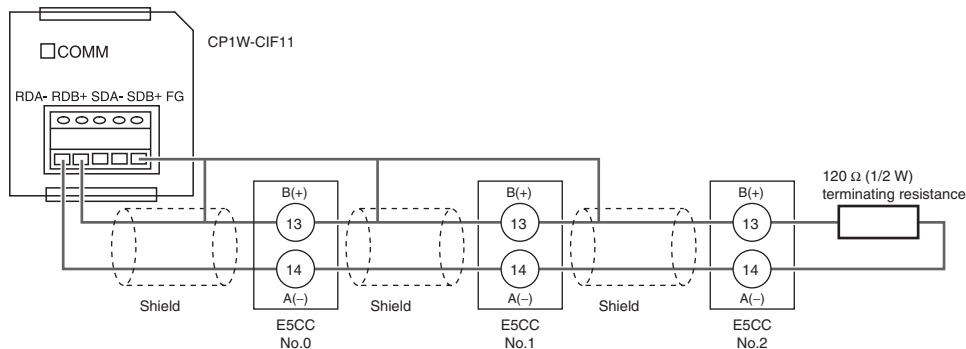 CP1W-CIF11
COMM
RDA- RDB+ SDA- SDB+ FG
120 Ω (1/2 W)
terminating resistance
B(+)
B(+)
B(+)
13
13
13
14
14
14
A(−)
A(−)
A(−)
Shield
Shield
Shield
E5CC
No.0
E5CC
No.1
E5CC
No.2